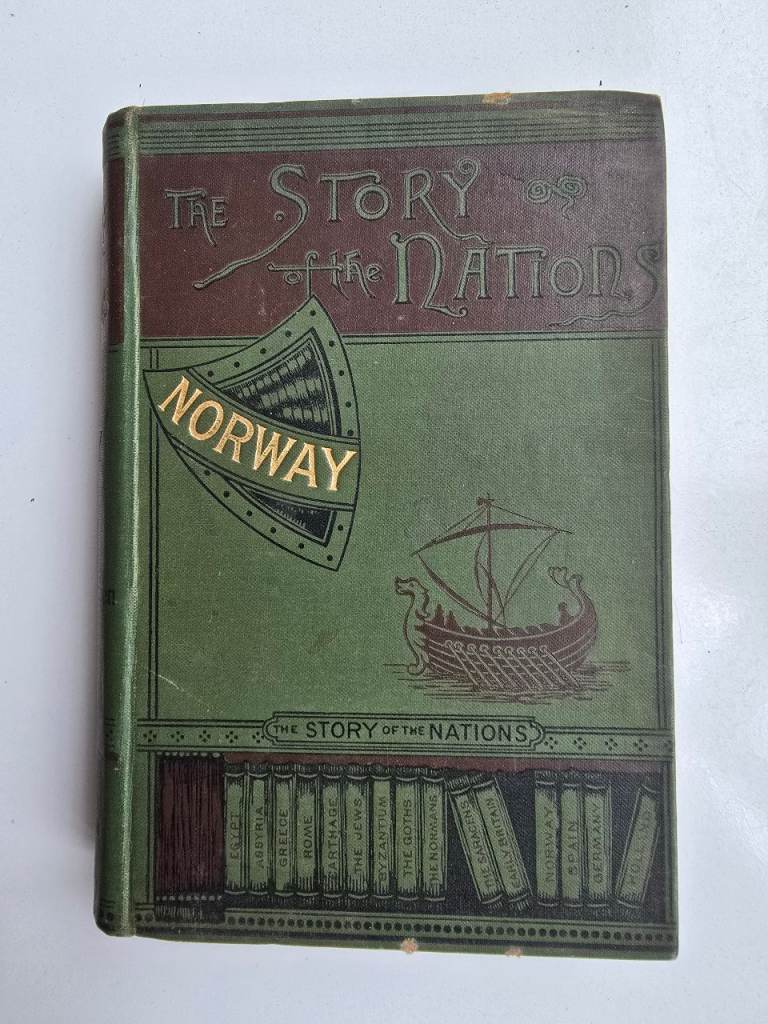 THE STORY
of the NATIONS
NORWAY
THE STORY OF THE NATIONS
EGYPT
ASSYRIA
GREECE
ROME
CARTHAGE
THE JEWS
BYZANTIUM
THE GOTHS
THE NORMANS
THE SARACENS
EARLY BRITAIN
NORWAY
SPAIN
GERMANY
HOLLAND